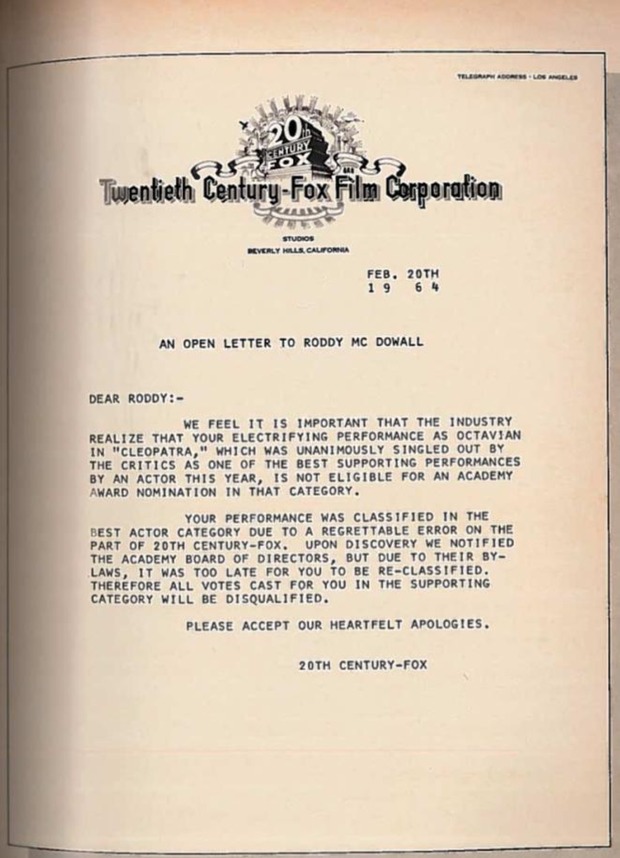 TELEGRAPH ADDRESS - LOS ANGELES
20th
CENTURY
FOX
Twentieth Century-Fox Film Corporation
STUDIOS
BEVERLY HILLS, CALIFORNIA
FEB. 20TH
19 64
AN OPEN LETTER TO RODDY MC DOWALL
DEAR RODDY:-
WE FEEL IT IS IMPORTANT THAT THE INDUSTRY
REALIZE THAT YOUR ELECTRIFYING PERFORMANCE AS OCTAVIAN
IN "CLEOPATRA," WHICH WAS UNANIMOUSLY SINGLED OUT BY
THE CRITICS AS ONE OF THE BEST SUPPORTING PERFORMANCES
BY AN ACTOR THIS YEAR, IS NOT ELIGIBLE FOR AN ACADEMY
AWARD NOMINATION IN THAT CATEGORY.
YOUR PERFORMANCE WAS CLASSIFIED IN THE
BEST ACTOR CATEGORY DUE TO A REGRETTABLE ERROR ON THE
PART OF 20TH CENTURY-FOX. UPON DISCOVERY WE NOTIFIED
THE ACADEMY BOARD OF DIRECTORS, BUT DUE TO THEIR BY-
LAWS, IT WAS TOO LATE FOR YOU TO BE RE-CLASSIFIED.
THEREFORE ALL VOTES CAST FOR YOU IN THE SUPPORTING
CATEGORY WILL BE DISQUALIFIED.
PLEASE ACCEPT OUR HEARTFELT APOLOGIES.
20TH CENTURY-FOX